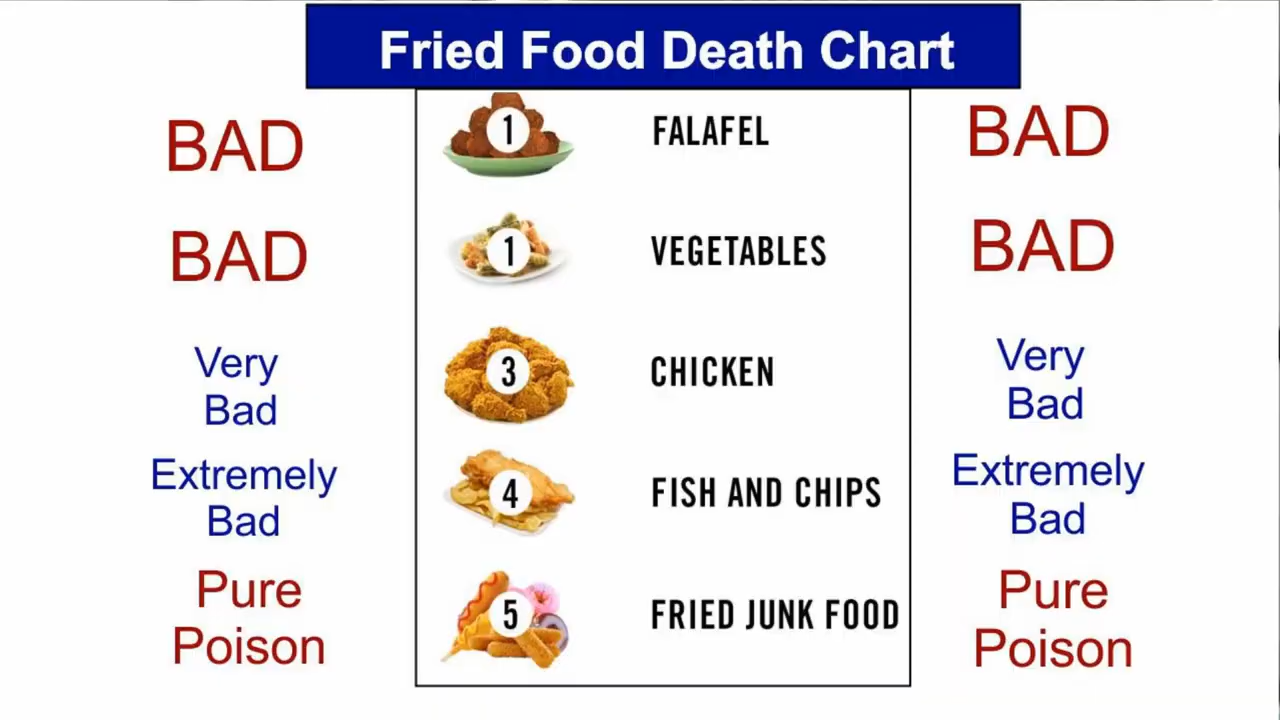 Fried Food Death Chart
BAD
1
FALAFEL
BAD
BAD
1
VEGETABLES
BAD
Very
Bad
3
CHICKEN
Very
Bad
Extremely
Bad
4
FISH AND CHIPS
Extremely
Bad
Pure
Poison
5
FRIED JUNK FOOD
Pure
Poison